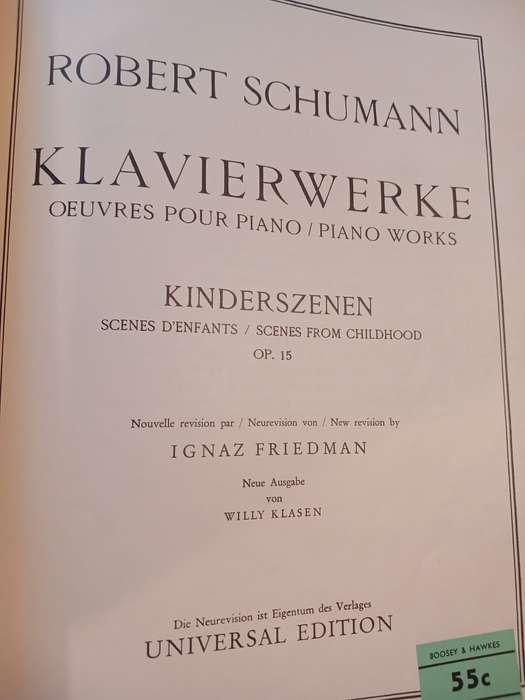 ROBERT SCHUMANN
KLAVIERWERKE
OEUVRES POUR PIANO / PIANO WORKS
KINDERSZENEN
SCENES D'ENFANTS / SCENES FROM CHILDHOOD
OP. 15
Nouvelle revision par / Neurevision von / New revision by
IGNAZ FRIEDMAN
Neue Ausgabe
von
WILLY KLASEN
Die Neurevision ist Eigentum des Verlages
UNIVERSAL EDITION
BOOSEY & HAWKES
55c